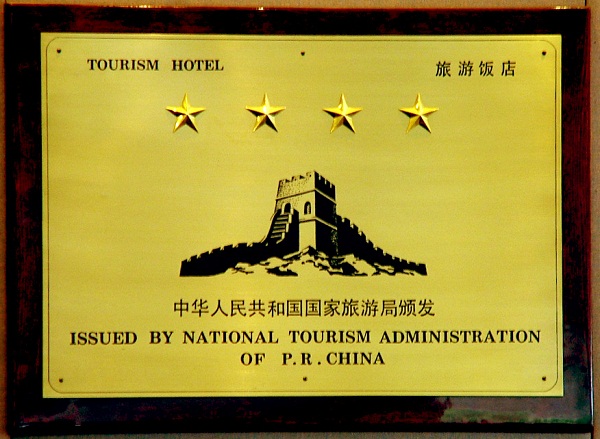 TOURISM HOTEL
旅游饭店
中华人民共和国国家旅游局颁发
ISSUED BY NATIONAL TOURISM ADMINISTRATION
OF P.R.CHINA